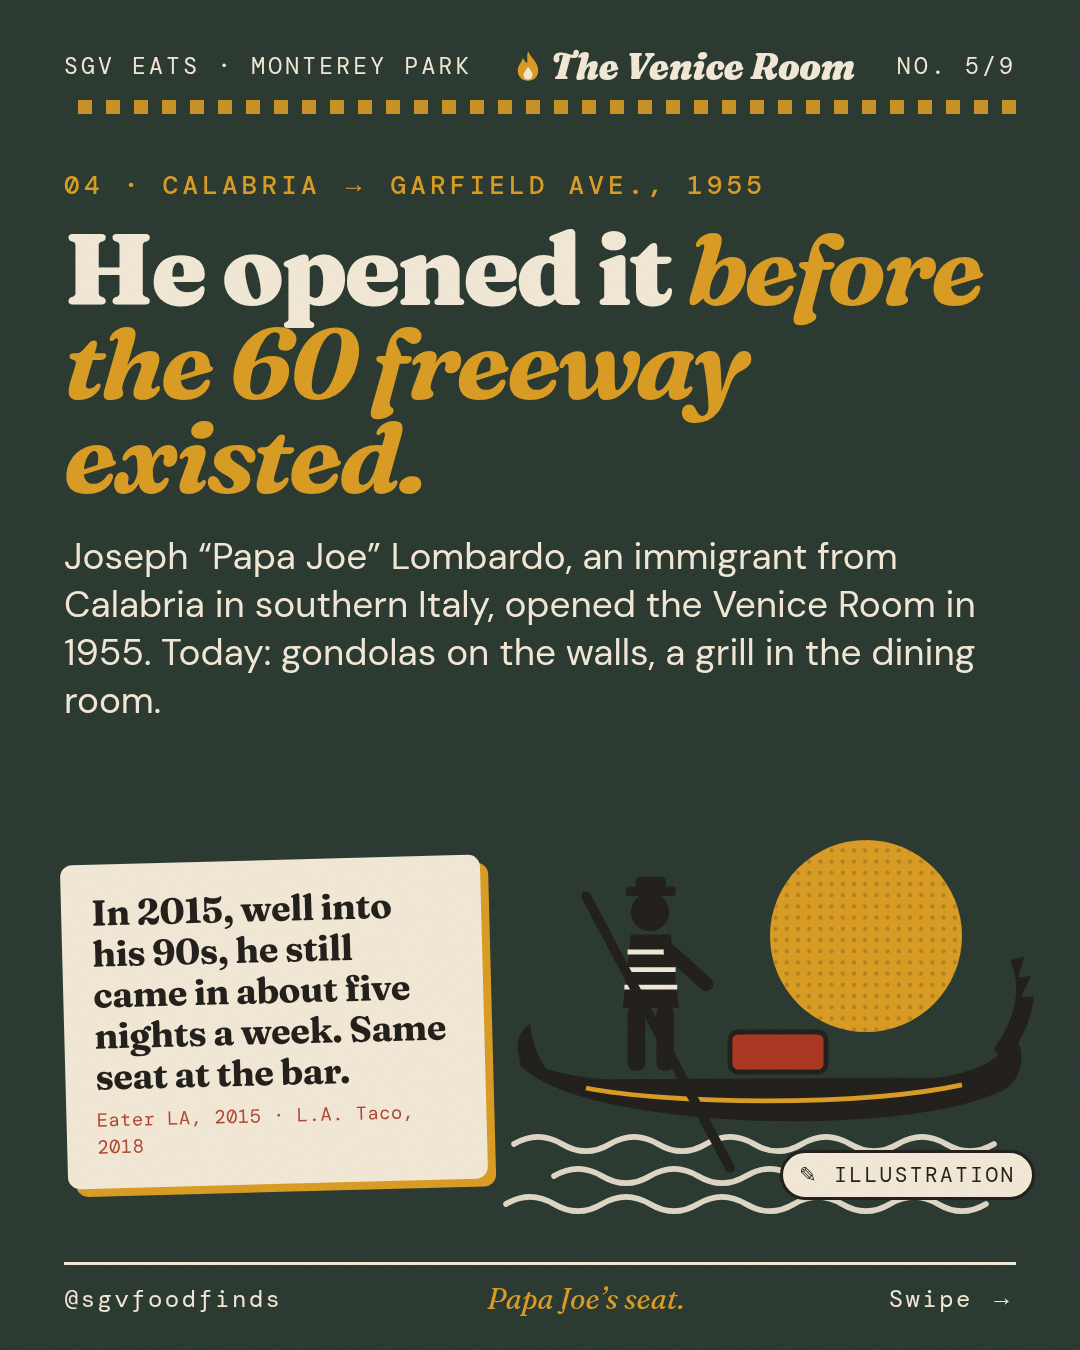 SGV EATS · MONTEREY PARK
The Venice Room
NO. 5/9
04 · CALABRIA → GARFIELD AVE., 1955
He opened it before
the 60 freeway
existed.
Joseph “Papa Joe” Lombardo, an immigrant from
Calabria in southern Italy, opened the Venice Room in
1955. Today: gondolas on the walls, a grill in the dining
room.
In 2015, well into
his 90s, he still
came in about five
nights a week. Same
seat at the bar.
Eater LA, 2015 · L.A. Taco,
2018
✎ ILLUSTRATION
@sgvfoodfinds
Papa Joe’s seat.
Swipe →